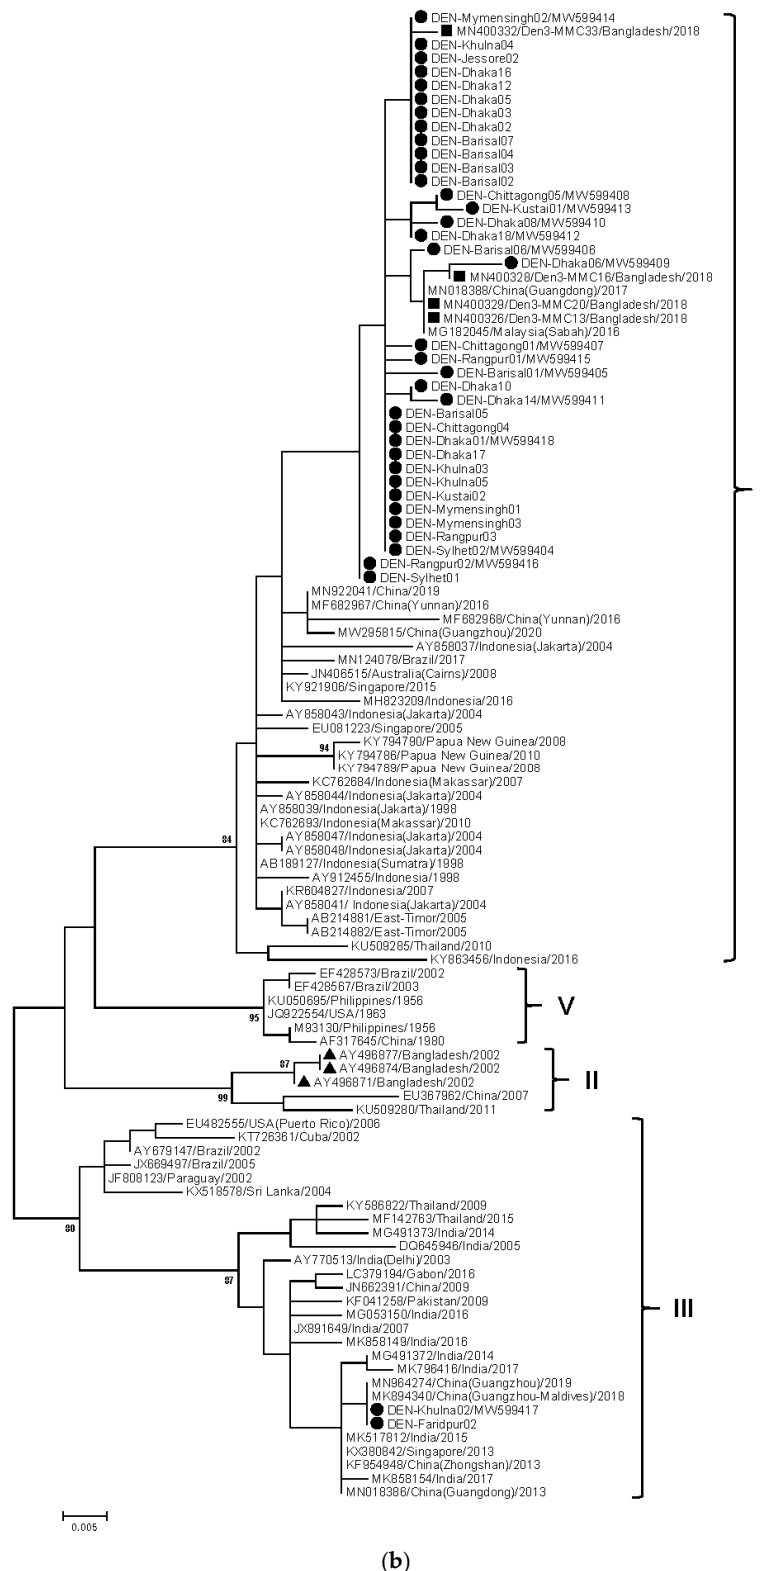 DEN-Mymensingh02/MW599414
MN400332/Den3-MMC33/Bangladesh/2018
DEN-Khulna04
DEN-Jessore02
DEN-Dhaka16
DEN-Dhaka12
DEN-Dhaka05
DEN-Dhaka03
DEN-Dhaka02
DEN-Barisal07
DEN-Barisal04
DEN-Barisal03
DEN-Barisal02
DEN-Chittagong05/MW599408
DEN-Kustai01/MW599413
DEN-Dhaka08/MW599410
DEN-Dhaka18/MW599412
DEN-Barisal06/MW599406
DEN-Dhaka06/MW599409
MN400328/Den3-MMC16/Bangladesh/2018
MN018388/China(Guangdong)/2017
MN400329/Den3-MMC20/Bangladesh/2018
MN400326/Den3-MMC13/Bangladesh/2018
MG182045/Malaysia(Sabah)/2016
DEN-Chittagong01/MW599407
DEN-Rangpur01/MW599415
DEN-Barisal01/MW599405
DEN-Dhaka10
DEN-Dhaka14/MW599411
DEN-Barisal05
DEN-Chittagong04
DEN-Dhaka01/MW599418
DEN-Dhaka17
DEN-Khulna03
DEN-Khulna05
DEN-Kustai02
DEN-Mymensingh01
DEN-Mymensingh03
DEN-Rangpur03
DEN-Sylhet02/MW599404
DEN-Rangpur02/MW599416
DEN-Sylhet01
MN922041/China/2019
MF682967/China(Yunnan)/2016
MF682968/China(Yunnan)/2016
MW295815/China(Guangzhou)/2020
AY858037/Indonesia(Jakarta)/2004
MN124078/Brazil/2017
JN406515/Australia(Cairns)/2008
KY921906/Singapore/2015
MH823209/Indonesia/2016
AY858043/Indonesia(Jakarta)/2004
EU081223/Singapore/2005
KY794790/Papua New Guinea/2008
94
KY794786/Papua New Guinea/2010
KY794789/Papua New Guinea/2008
KC762684/Indonesia(Makassar)/2007
AY858044/Indonesia(Jakarta)/2004
AY858039/Indonesia(Jakarta)/1998
KC762693/Indonesia(Makassar)/2010
AY858047/Indonesia(Jakarta)/2004
84
AY858048/Indonesia(Jakarta)/2004
AB189127/Indonesia(Sumatra)/1998
AY912455/Indonesia/1998
KR604827/Indonesia/2007
AY858041/ Indonesia(Jakarta)/2004
AB214881/East-Timor/2005
AB214882/East-Timor/2005
KU509285/Thailand/2010
KY863456/Indonesia/2016
EF428573/Brazil/2002
EF428567/Brazil/2003
KU050695/Philippines/1956
V
95
JQ922554/USA/1963
M93130/Philippines/1956
AF317645/China/1980
AY496877/Bangladesh/2002
87
AY496874/Bangladesh/2002
AY496871/Bangladesh/2002
II
99
EU367962/China/2007
KU509280/Thailand/2011
EU482555/USA(Puerto Rico)/2006
KT726361/Cuba/2002
AY679147/Brazil/2002
JX669497/Brazil/2005
JF808123/Paraguay/2002
KX518578/Sri Lanka/2004
KY586822/Thailand/2009
MF142763/Thailand/2015
80
MG491373/India/2014
DQ645946/India/2005
AY770513/India(Delhi)/2003
LC379194/Gabon/2016
87
JN662391/China/2009
KF041258/Pakistan/2009
III
MG053150/India/2016
JX891649/India/2007
MK858149/India/2016
MG491372/India/2014
MK796416/India/2017
MN964274/China(Guangzhou)/2019
MK894340/China(Guangzhou-Maldives)/2018
DEN-Khulna02/MW599417
DEN-Faridpur02
MK517812/India/2015
KX380842/Singapore/2013
KF954948/China(Zhongshan)/2013
MK858154/India/2017
MN018386/China(Guangdong)/2013
0.005
(b)